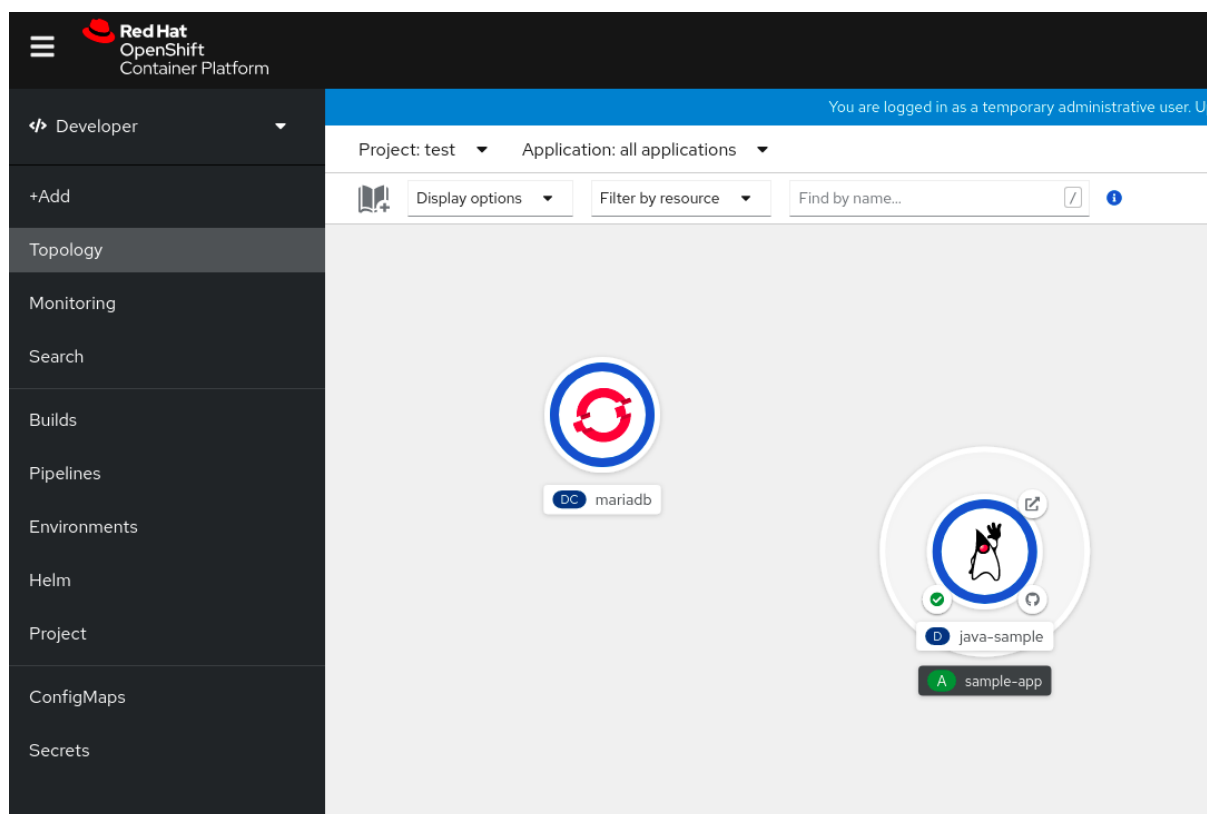 Red Hat
OpenShift
Container Platform
Developer
You are logged in as a temporary administrative user.
Project: test
Application: all applications
+Add
Display options
Filter by resource
Find by name...
/
Topology
Monitoring
Search
Builds
Pipelines
Environments
Helm
Project
ConfigMaps
Secrets
DC mariadb
D java-sample
A sample-app